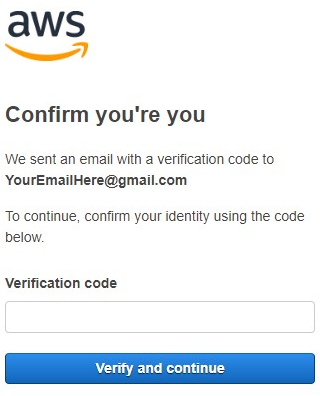 aws
Confirm you're you
We sent an email with a verification code to
YourEmailHere@gmail.com
To continue, confirm your identity using the code
below.
Verification code
Verify and continue